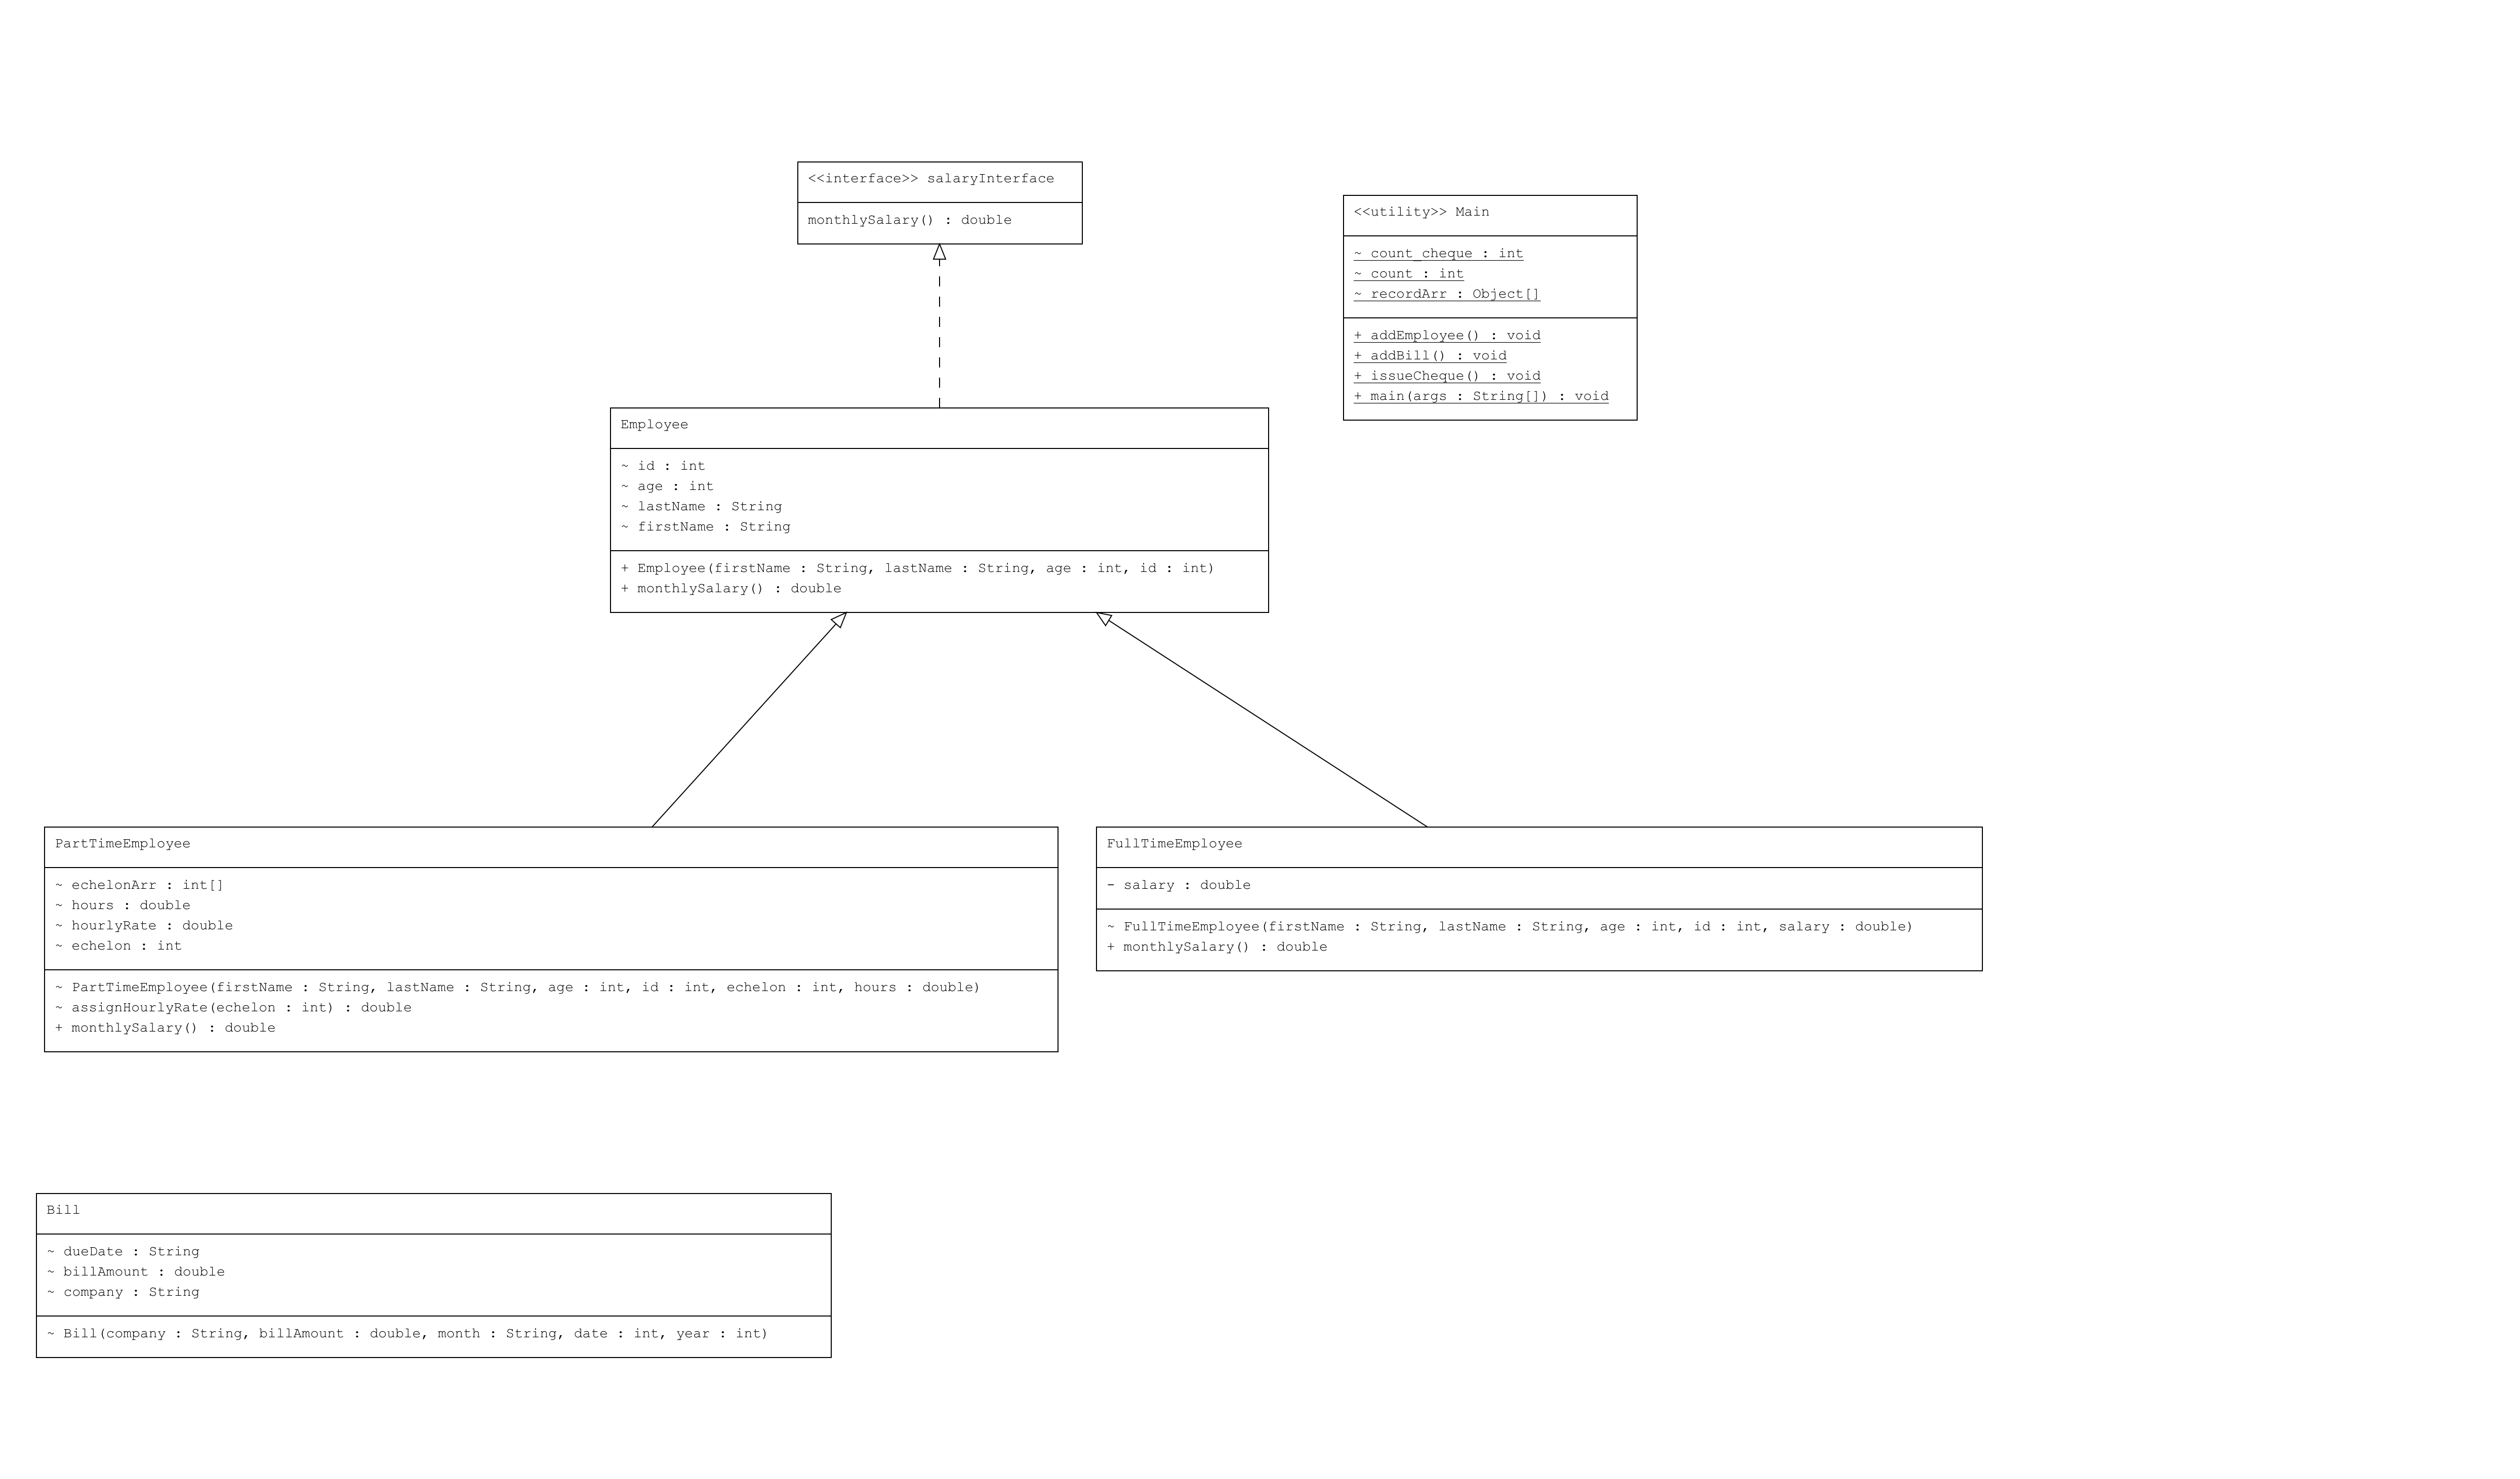 <<interface>> salaryInterface
monthlySalary() : double
<<utility>> Main
~ count_cheque : int
~ count : int
~ recordArr : Object[]
+ addEmployee() : void
+ addBill() : void
+ issueCheque() : void
+ main(args : String[]) : void
Employee
~ id : int
~ age : int
~ lastName : String
~ firstName : String
+ Employee(firstName : String, lastName : String, age : int, id : int)
+ monthlySalary() : double
PartTimeEmployee
~ echelonArr : int[]
~ hours : double
~ hourlyRate : double
~ echelon : int
~ PartTimeEmployee(firstName : String, lastName : String, age : int, id : int, echelon : int, hours : double)
~ assignHourlyRate(echelon : int) : double
+ monthlySalary() : double
FullTimeEmployee
- salary : double
~ FullTimeEmployee(firstName : String, lastName : String, age : int, id : int, salary : double)
+ monthlySalary() : double
Bill
~ dueDate : String
~ billAmount : double
~ company : String
~ Bill(company : String, billAmount : double, month : String, date : int, year : int)